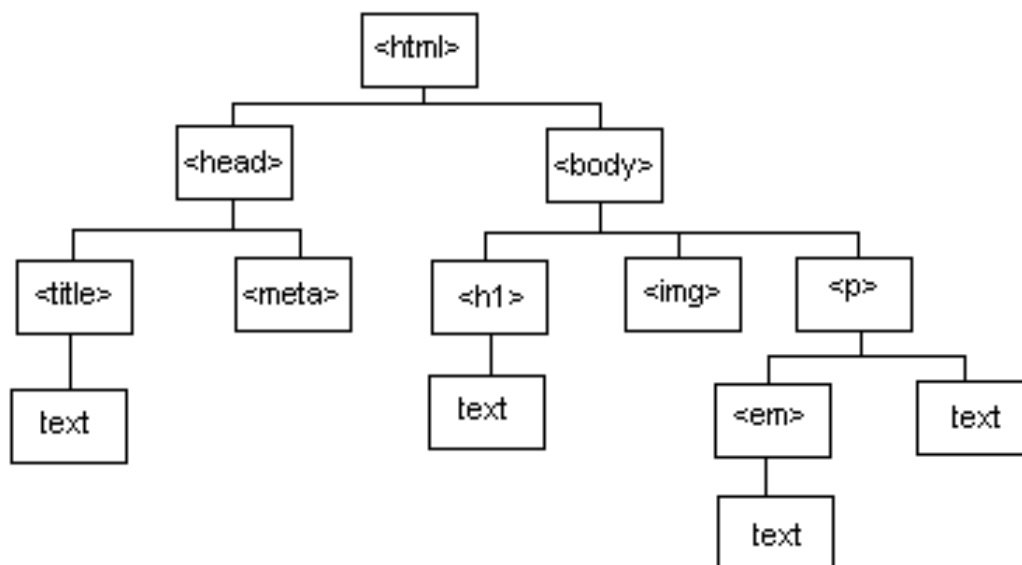 <html>
<head>
<body>
<title>
<meta>
<h1>
<img>
<p>
text
text
<em>
text
text